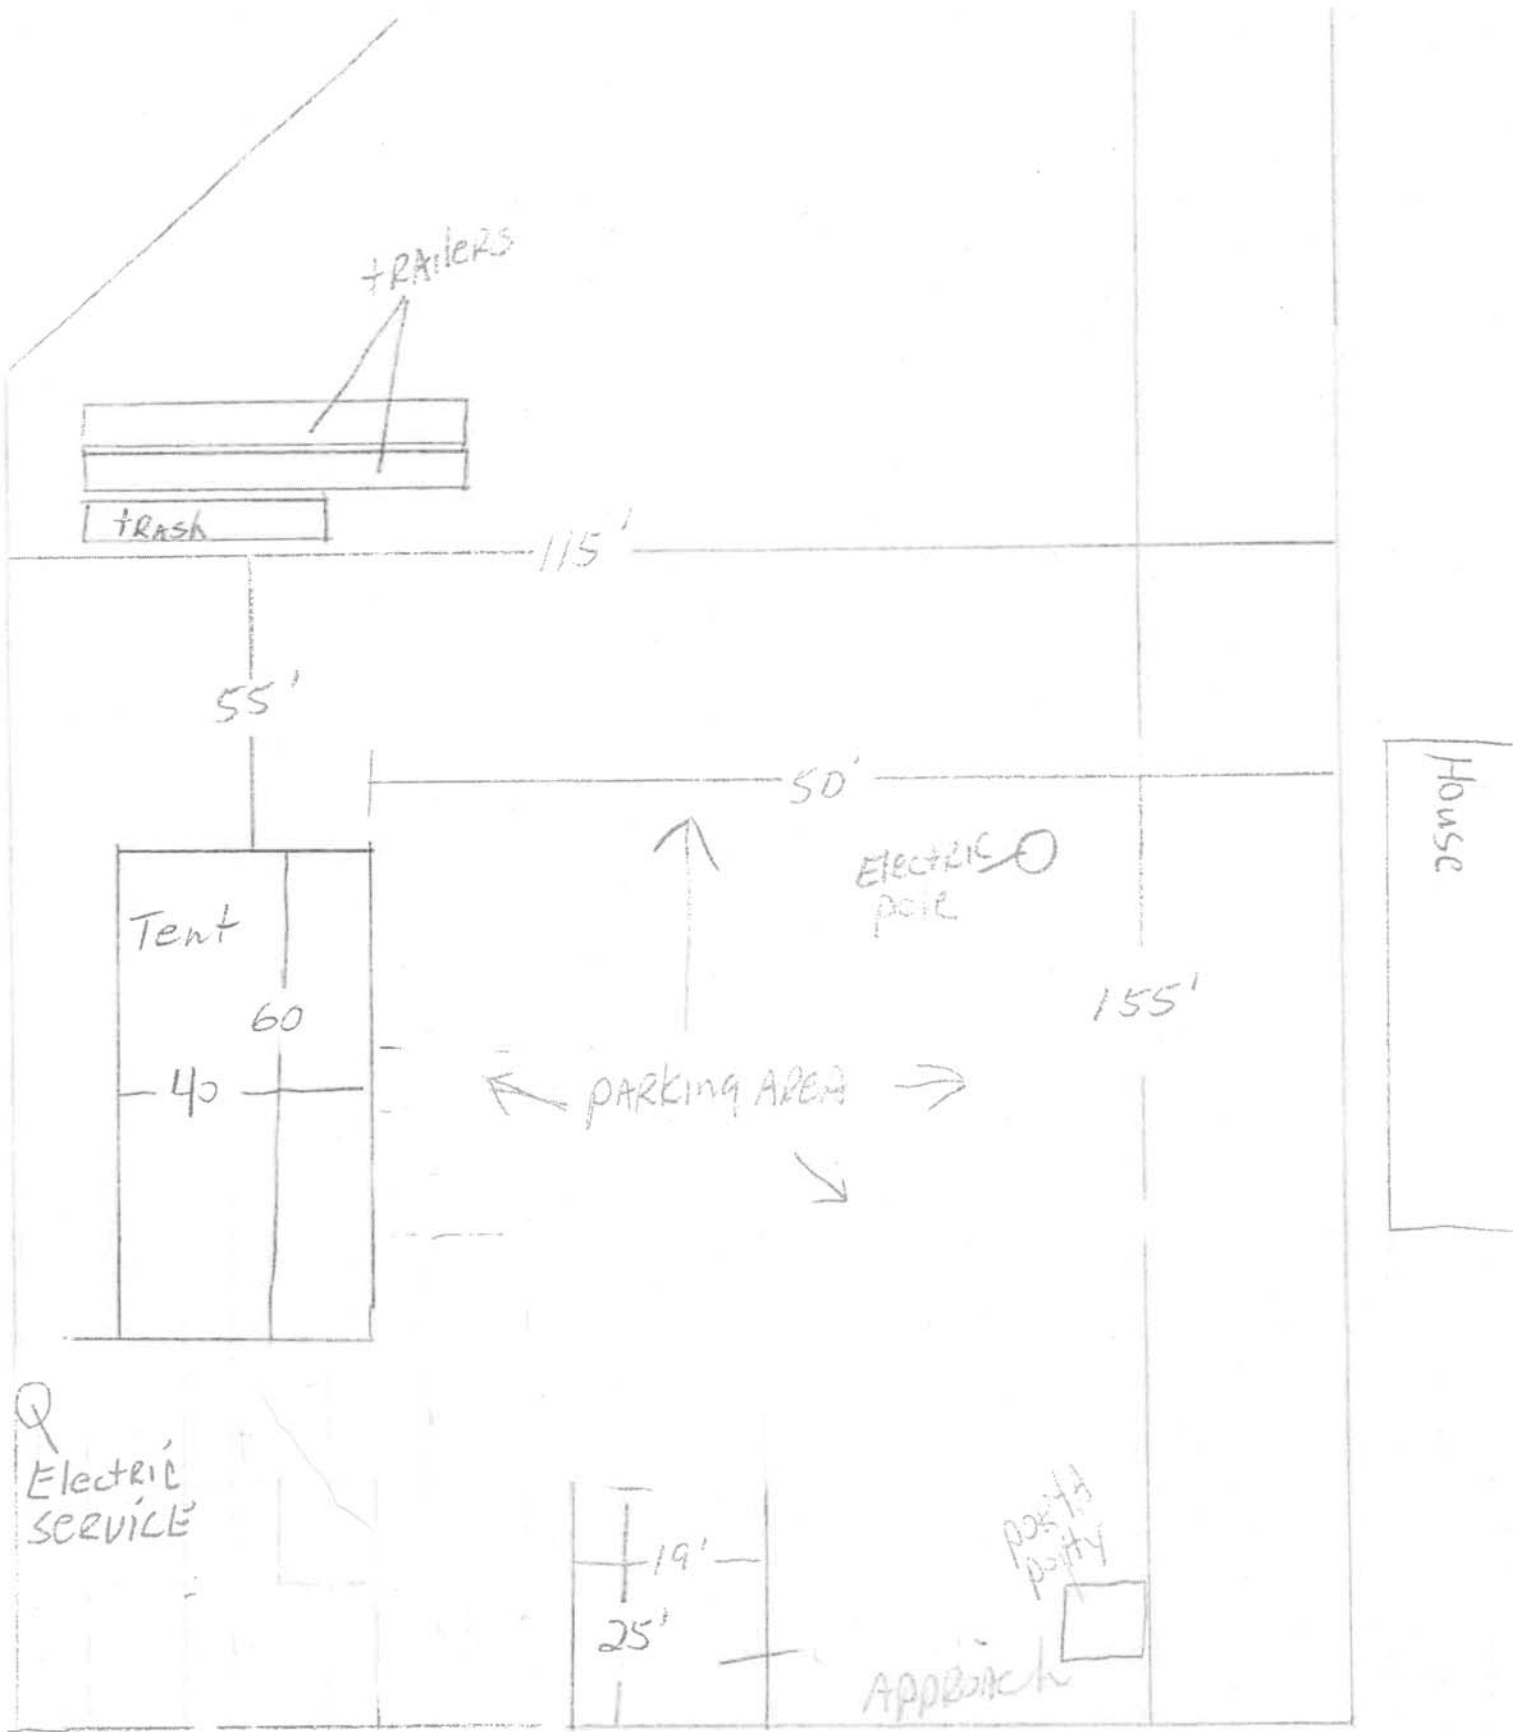 tRAilERS
tRASh
115'
55'
50'
ElectRic
pole
House
Tent
60
155'
40
pARKing AREA
ElectRic
SERVICE
19'
25'
porty
potty
AppROACh